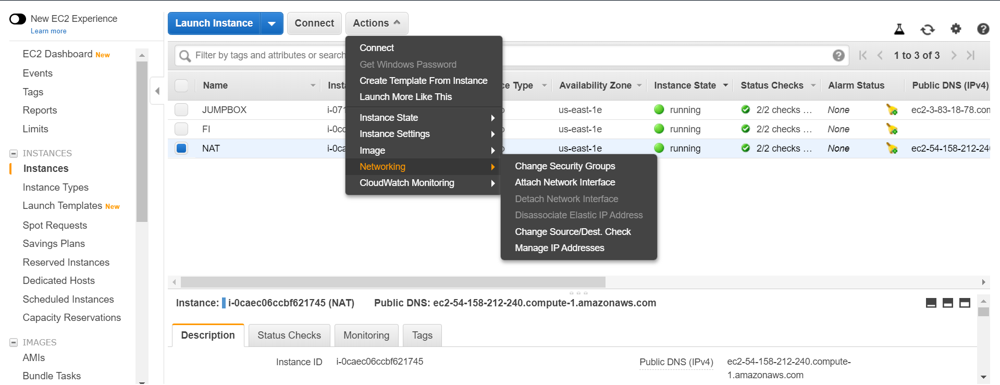 New EC2 Experience
Learn more
EC2 Dashboard New
Events
Tags
Reports
Limits
INSTANCES
Instances
Instance Types
Launch Templates New
Spot Requests
Savings Plans
Reserved Instances
Dedicated Hosts
Scheduled Instances
Capacity Reservations
IMAGES
AMIs
Bundle Tasks
Launch Instance Connect Actions
Filter by tags and attributes or search 1 to 3 of 3
Name Insta ce Type Availability Zone Instance State Status Checks Alarm Status Public DNS (IPv4)
JUMPBOX i-071 us-east-1e running 2/2 checks … None ec2-3-83-18-78.com
FI i-0cc us-east-1e running 2/2 checks … None
NAT i-0ca us-east-1e running 2/2 checks … None ec2-54-158-212-24
Connect
Get Windows Password
Create Template From Instance
Launch More Like This
Instance State
Instance Settings
Image
Networking
CloudWatch Monitoring
Change Security Groups
Attach Network Interface
Detach Network Interface
Disassociate Elastic IP Address
Change Source/Dest. Check
Manage IP Addresses
Instance: i-0caec06ccbf621745 (NAT) Public DNS: ec2-54-158-212-240.compute-1.amazonaws.com
Description Status Checks Monitoring Tags
Instance ID i-0caec06ccbf621745 Public DNS (IPv4) ec2-54-158-212-240.compute-
1.amazonaws.com